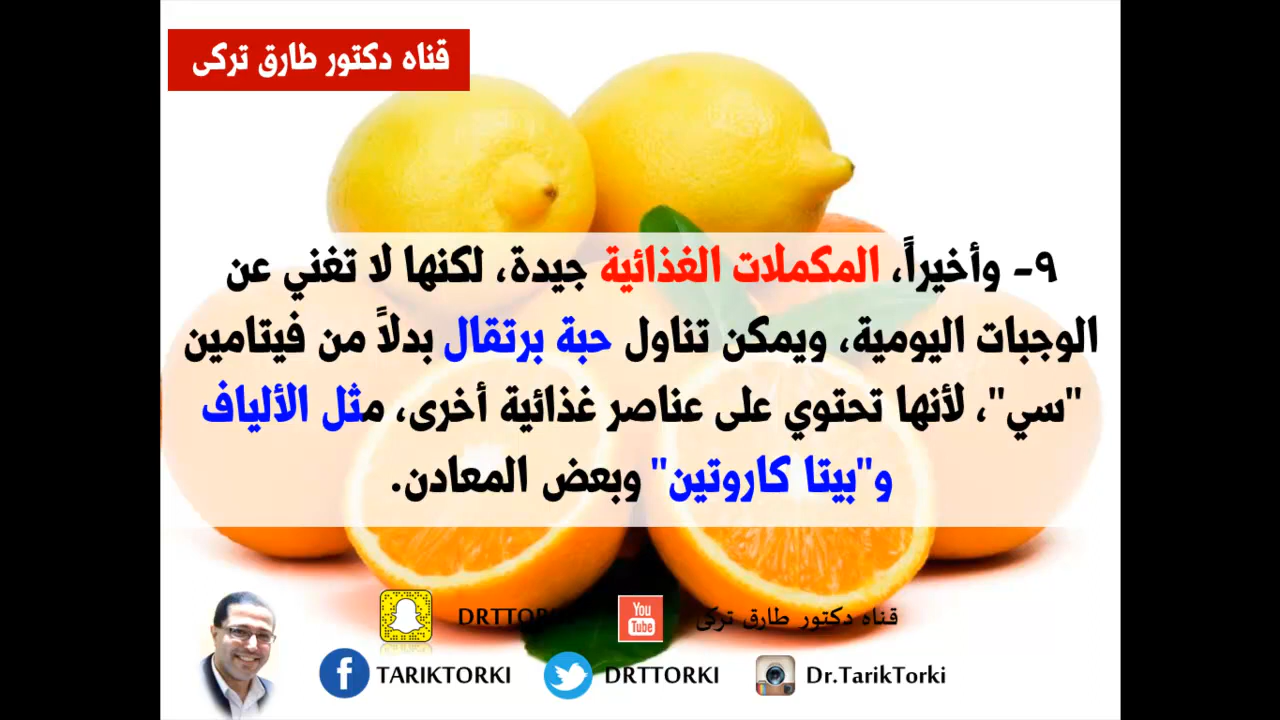 قناه دكتور طارق تركى
٩- وأخيراً، المكملات الغذائية جيدة، لكنها لا تغني عن
الوجبات اليومية، ويمكن تناول حبة برتقال بدلاً من فيتامين
"سي"، لأنها تحتوي على عناصر غذائية أخرى، مثل الألياف
و"بيتا كاروتين" وبعض المعادن.
DRTTORKI
You Tube
قناه دكتور طارق تركى
TARIKTORKI
DRTTORKI
Dr.TarikTorki